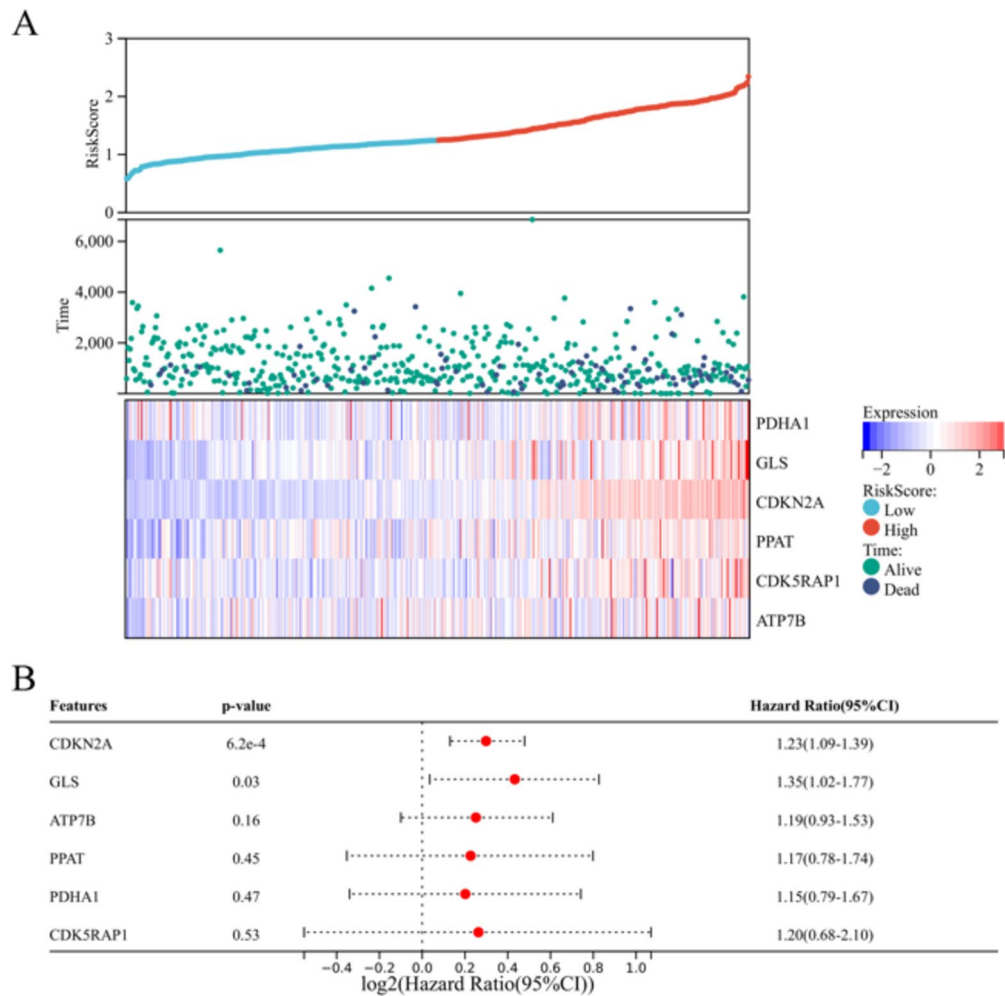 A
3
2
1
0
RiskScore
6,000
4,000
2,000
Time
PDHA1
GLS
CDKN2A
PPAT
CDK5RAP1
ATP7B
Expression
−2 0 2
RiskScore:
Low
High
Time:
Alive
Dead
B
Features p-value Hazard Ratio(95%CI)
CDKN2A 6.2e-4 1.23(1.09-1.39)
GLS 0.03 1.35(1.02-1.77)
ATP7B 0.16 1.19(0.93-1.53)
PPAT 0.45 1.17(0.78-1.74)
PDHA1 0.47 1.15(0.79-1.67)
CDK5RAP1 0.53 1.20(0.68-2.10)
−0.4 −0.2 0.0 0.2 0.4 0.6 0.8 1.0
log2(Hazard Ratio(95%CI))